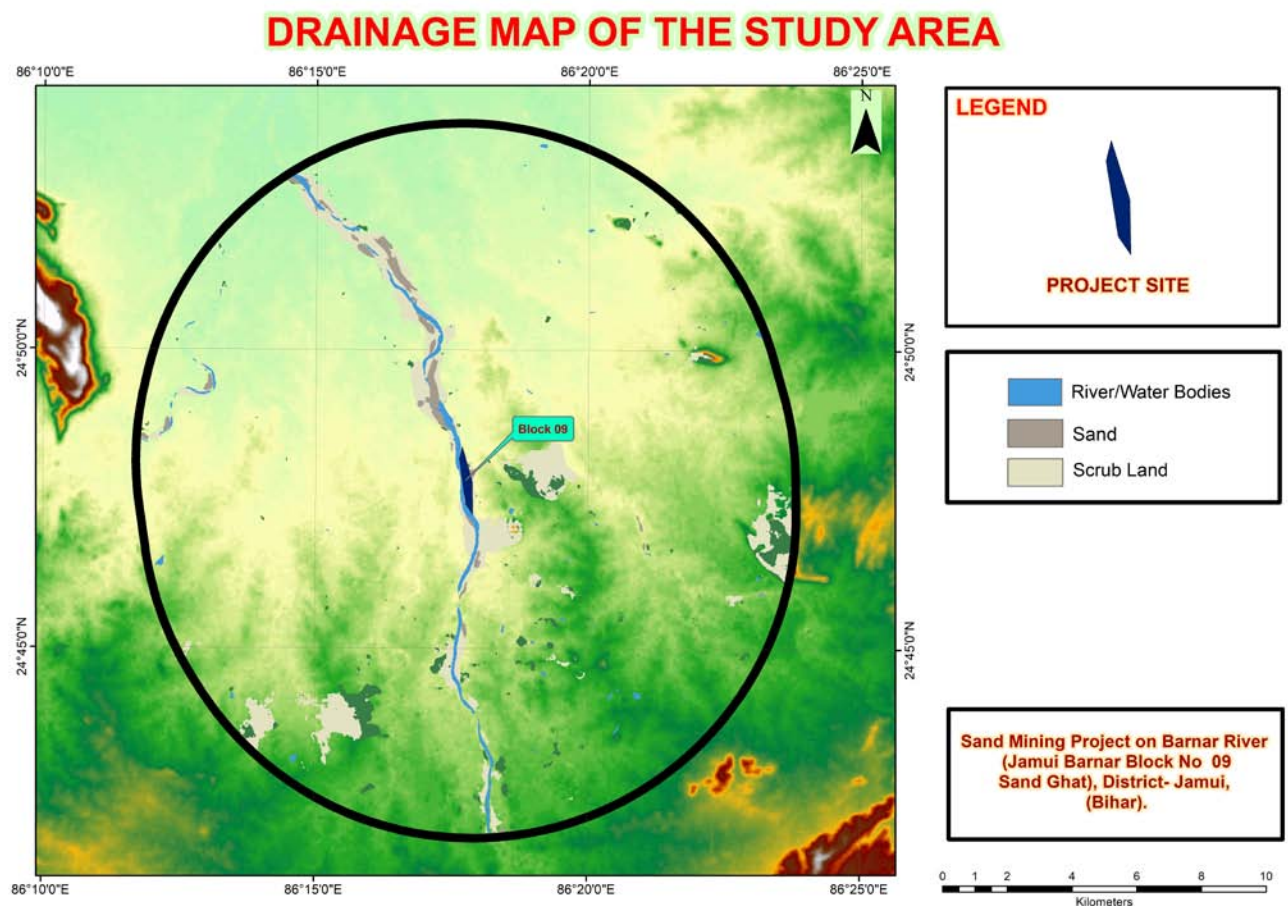 DRAINAGE MAP OF THE STUDY AREA
86°10'0"E
86°15'0"E
86°20'0"E
86°25'0"E
N
24°50'0"N
24°50'0"N
Block 09
24°45'0"N
24°45'0"N
86°10'0"E
86°15'0"E
86°20'0"E
86°25'0"E
LEGEND
PROJECT SITE
River/Water Bodies
Sand
Scrub Land
Sand Mining Project on Barnar River
(Jamui Barnar Block No 09
Sand Ghat), District- Jamui,
(Bihar).
0 1 2 4 6 8 10
Kilometers